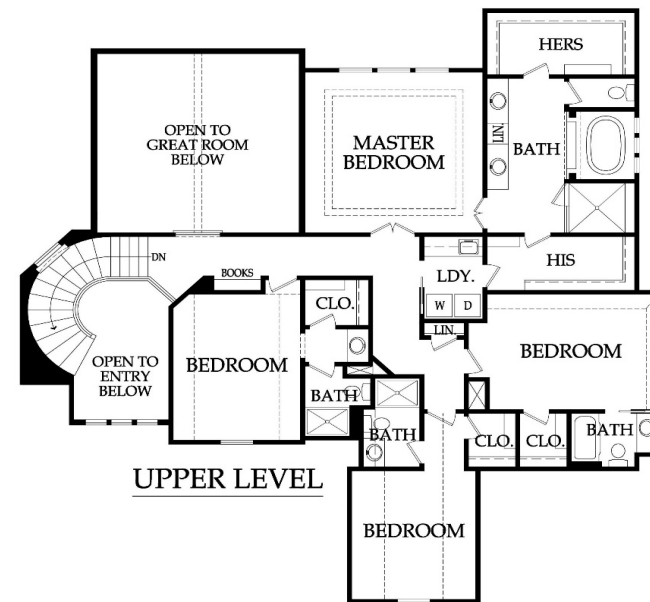 HERS
OPEN TO
GREAT ROOM
BELOW
MASTER
BEDROOM
LIN.
BATH
DN
BOOKS
LDY.
HIS
W D
CLO.
LIN.
OPEN TO
ENTRY
BELOW
BEDROOM
BEDROOM
BATH
BATH
CLO.
CLO.
BATH
UPPER LEVEL
BEDROOM